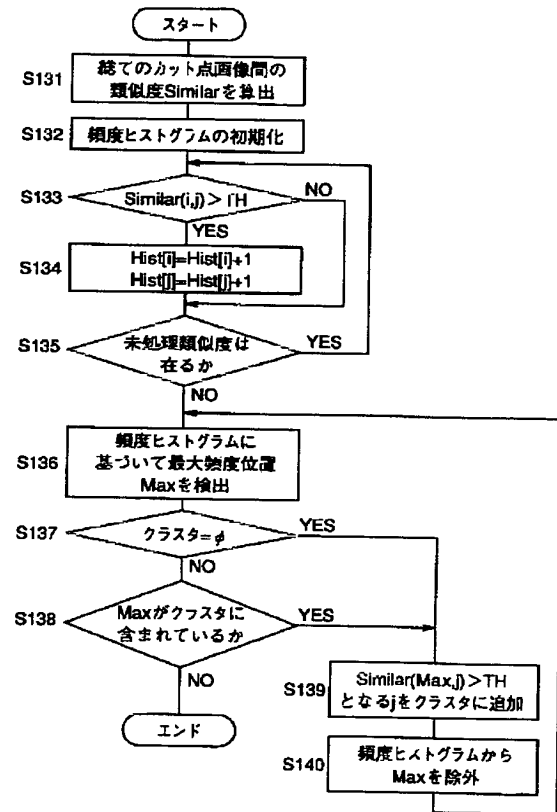 スタート
S131
総てのカット点画像間の
類似度Similarを算出
S132
頻度ヒストグラムの初期化
S133
Similar(i,j)>TH
NO
YES
S134
Hist[i]=Hist[i]+1
Hist[j]=Hist[j]+1
S135
未処理類似度は
在るか
YES
NO
S136
頻度ヒストグラムに
基づいて最大頻度位置
Maxを検出
S137
クラスタ=φ
YES
NO
S138
Maxがクラスタに
含まれているか
YES
NO
エンド
S139
Similar(Max,j)>TH
となるjをクラスタに追加
S140
頻度ヒストグラムから
Maxを除外